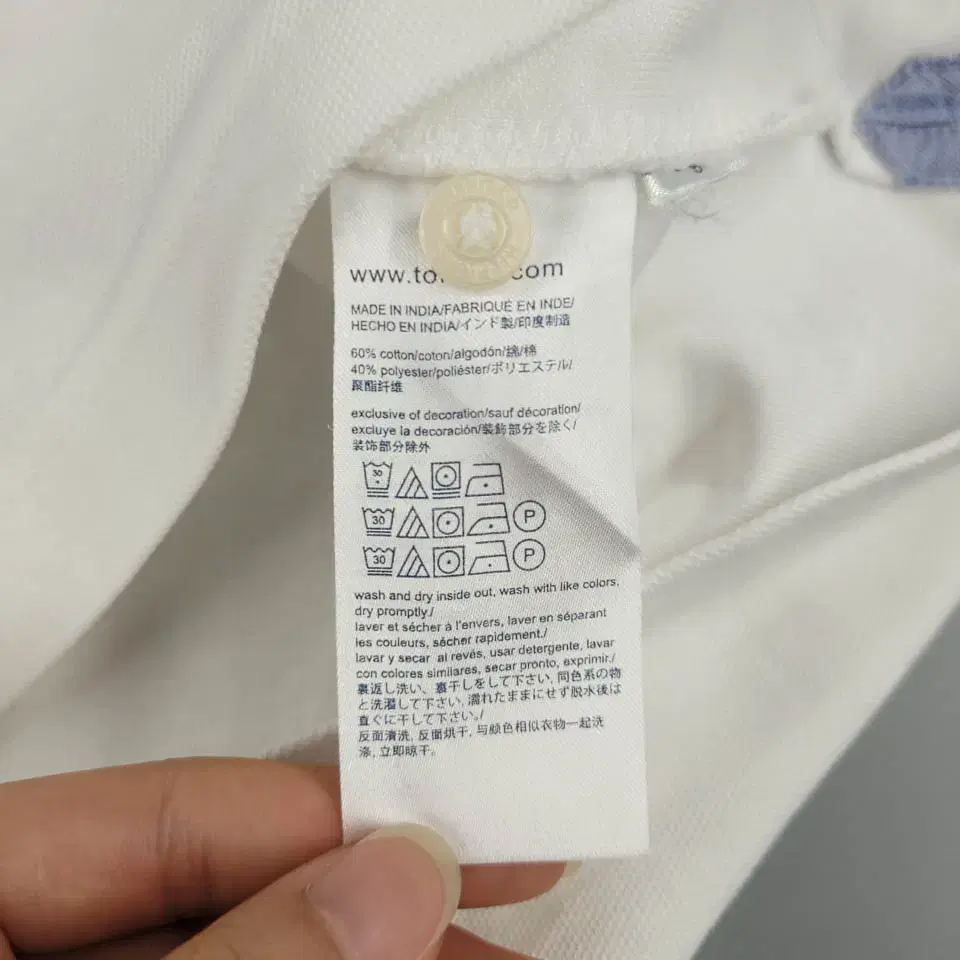 MADE IN INDIA/FABRIQUE EN INDE/
HECHO EN INDIA/インド製/印度制造
60% cotton/coton/algodón/綿/棉
40% polyester/poliéster/ポリエステル/
聚酯纤维
exclusive of decoration/sauf décoration/
excluye la decoración/装飾部分を除く/
装饰部分除外
30
30 P
30 P
wash and dry inside out, wash with like colors,
dry promptly./
laver et sécher à l'envers, laver en séparant
les couleurs, sécher rapidement./
lavar y secar al revés, usar detergente, lavar
con colores similares, secar pronto, exprimir./
裏返し洗い、裏干しをして下さい, 同色系の物
と洗濯して下さい, 濡れたままにせず脱水後は
直ぐに干して下さい。/
反面清洗, 反面烘干, 与颜色相似衣物一起洗
涤, 立即晾干。